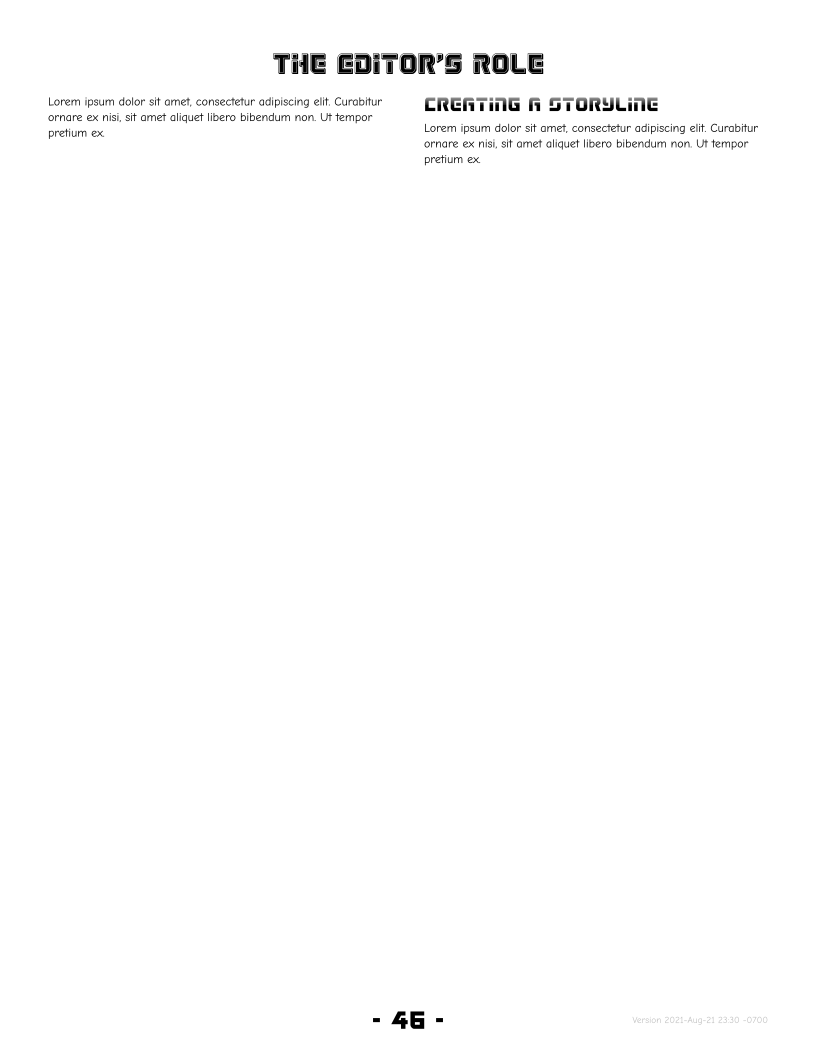 THE EDITOR'S ROLE
Lorem ipsum dolor sit amet, consectetur adipiscing elit. Curabitur
ornare ex nisi, sit amet aliquet libero bibendum non. Ut tempor
pretium ex.
CREATING A STORYLINE
Lorem ipsum dolor sit amet, consectetur adipiscing elit. Curabitur
ornare ex nisi, sit amet aliquet libero bibendum non. Ut tempor
pretium ex.
- 46 -
Version 2021-Aug-21 23:30 -0700